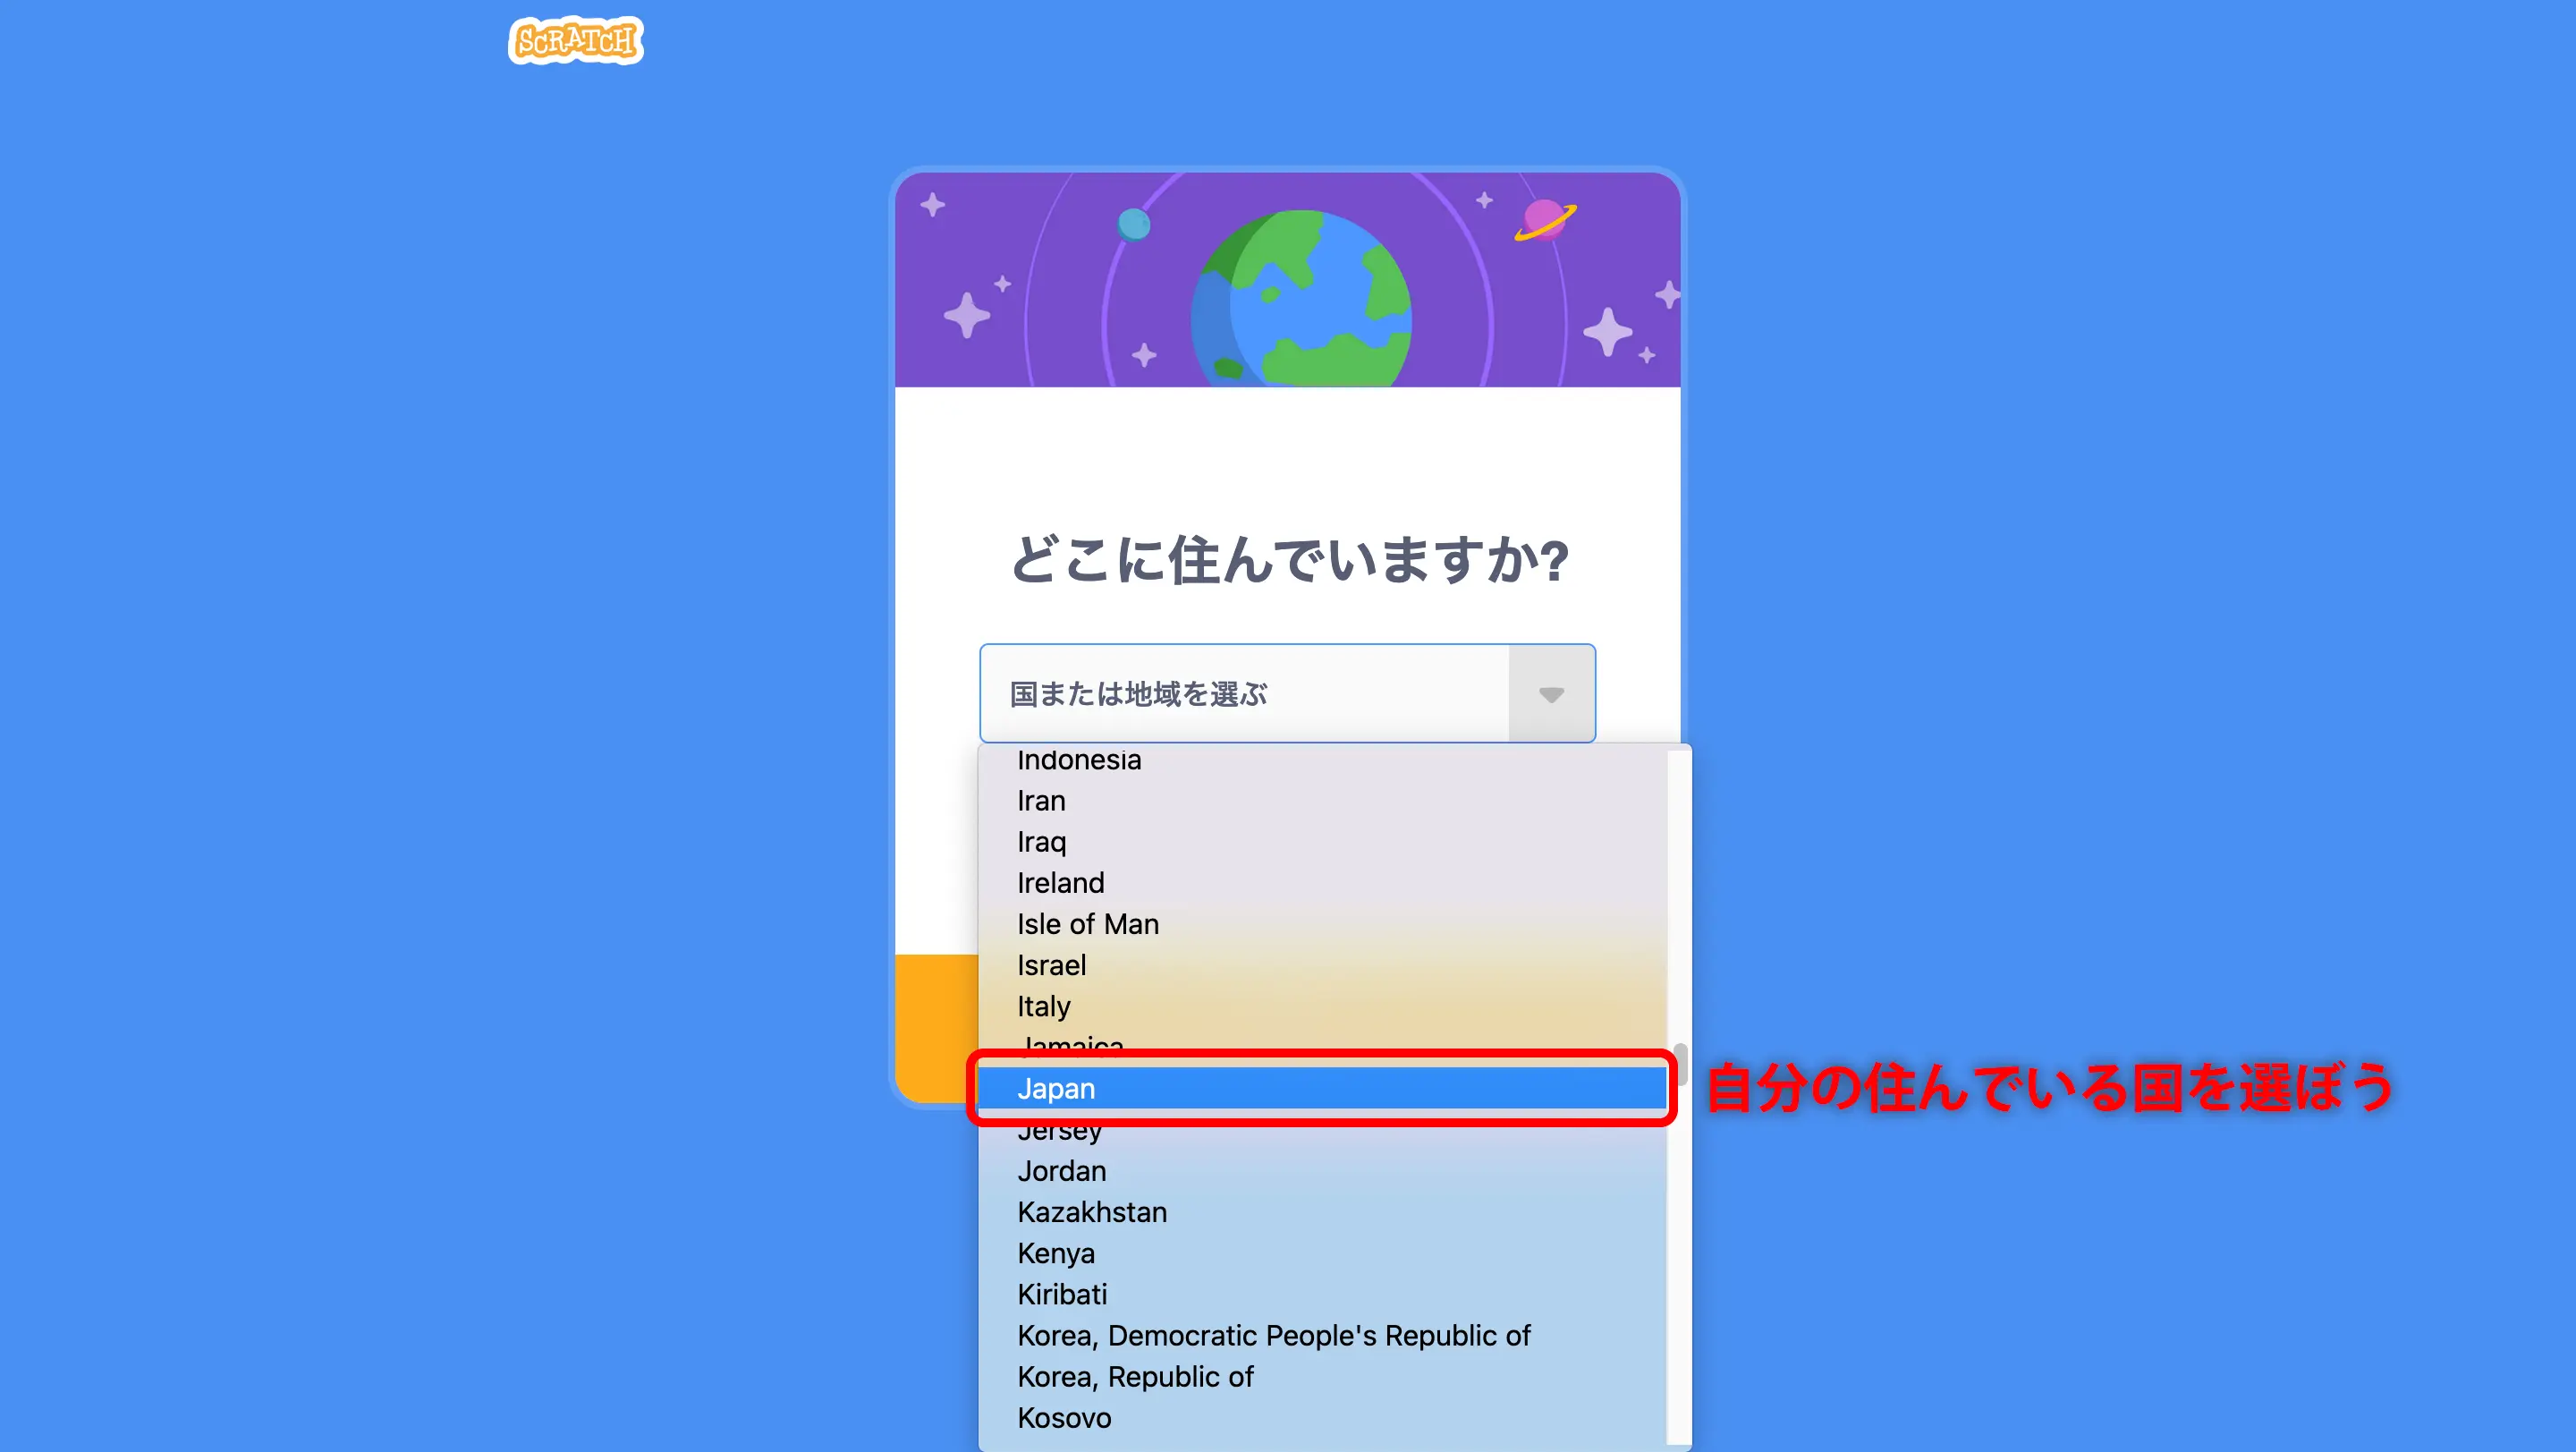 SCRATCH
どこに住んでいますか?
国または地域を選ぶ
Indonesia
Iran
Iraq
Ireland
Isle of Man
Israel
Italy
Jamaica
Japan
自分の住んでいる国を選ぼう
Jersey
Jordan
Kazakhstan
Kenya
Kiribati
Korea, Democratic People's Republic of
Korea, Republic of
Kosovo